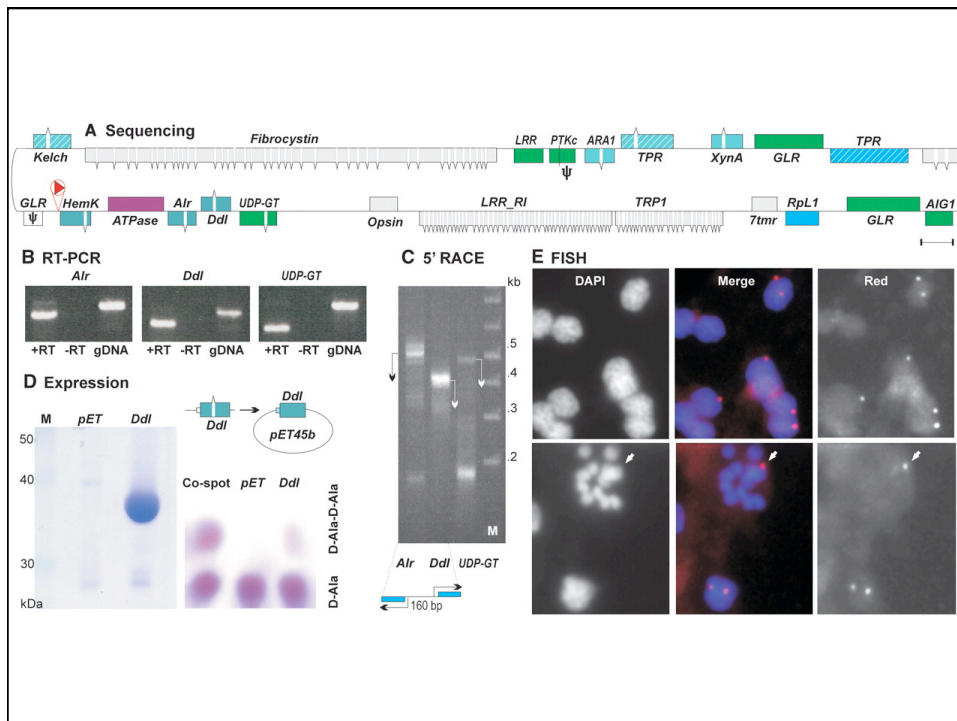 A Sequencing
Fibrocystin
LRR PTKc ARA1
TPR
Kelch
Ψ
TPR
XynA
GLR
GLR
HemK
Alr
UDP-GT
LRR_RI
TRP1
RpL1
AIG1
Ψ
ATPase
Ddl
Opsin
7tmr
GLR
B RT-PCR
Alr
Ddl
UDP-GT
+RT -RT gDNA
+RT -RT gDNA
+RT -RT gDNA
C 5' RACE
kb
.5
.4
.3
.2
M
Alr Ddl UDP-GT
160 bp
D Expression
M pET Ddl
50
40
30
kDa
Ddl
Ddl
pET45b
Co-spot pET Ddl
D-Ala-D-Ala
D-Ala
E FISH
DAPI
Merge
Red